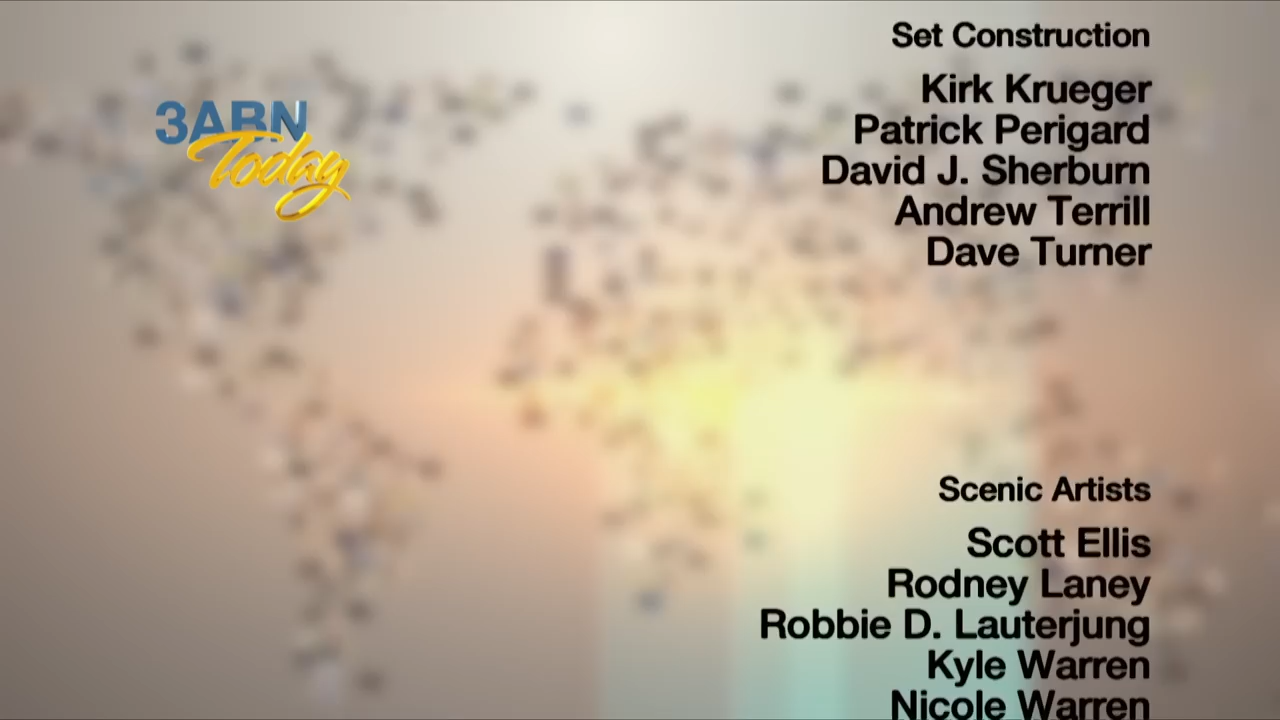 3ABN
Today
Set Construction
Kirk Krueger
Patrick Perigard
David J. Sherburn
Andrew Terrill
Dave Turner
Scenic Artists
Scott Ellis
Rodney Laney
Robbie D. Lauterjung
Kyle Warren
Nicole Warren